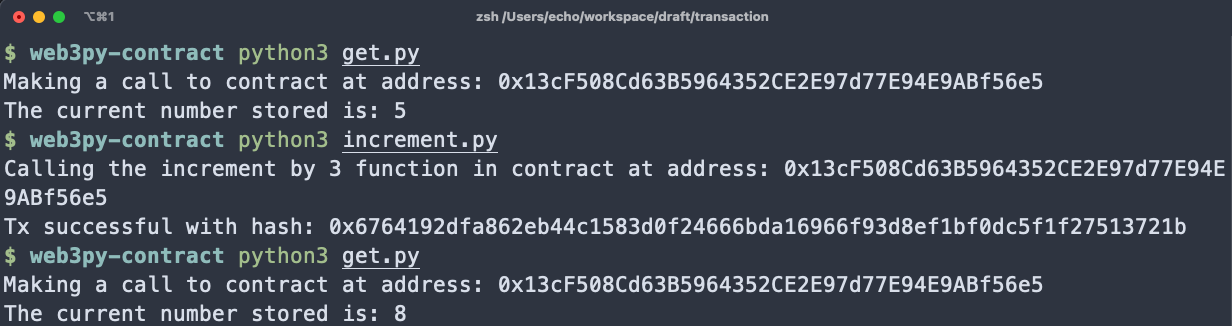 ⌥⌘1
zsh /Users/echo/workspace/draft/transaction
$ web3py-contract python3 get.py
Making a call to contract at address: 0x13cF508Cd63B5964352CE2E97d77E94E9ABf56e5
The current number stored is: 5
$ web3py-contract python3 increment.py
Calling the increment by 3 function in contract at address: 0x13cF508Cd63B5964352CE2E97d77E94E
9ABf56e5
Tx successful with hash: 0x6764192dfa862eb44c1583d0f24666bda16966f93d8ef1bf0dc5f1f27513721b
$ web3py-contract python3 get.py
Making a call to contract at address: 0x13cF508Cd63B5964352CE2E97d77E94E9ABf56e5
The current number stored is: 8